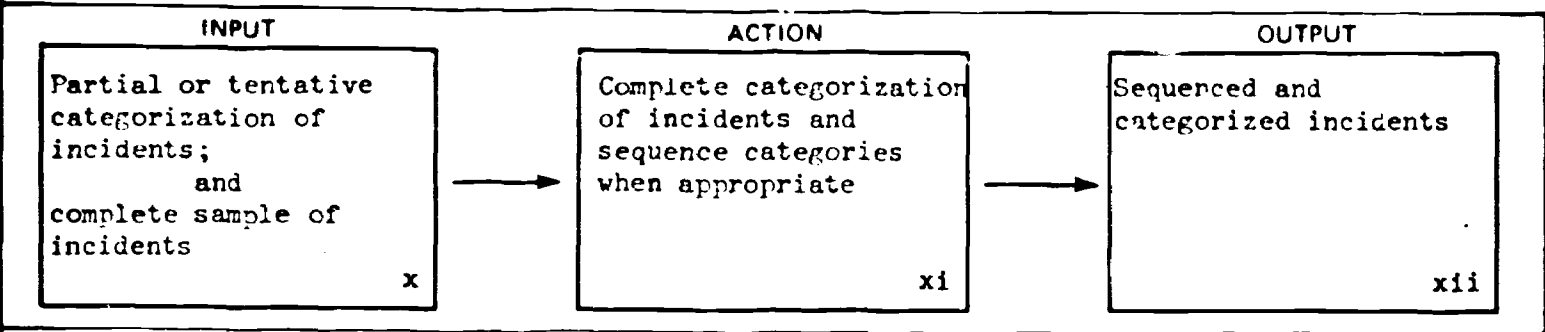 INPUT
Partial or tentative
categorization of
incidents;
and
complete sample of
incidents
x
ACTION
Complete categorization
of incidents and
sequence categories
when appropriate
xi
OUTPUT
Sequenced and
categorized incidents
xii